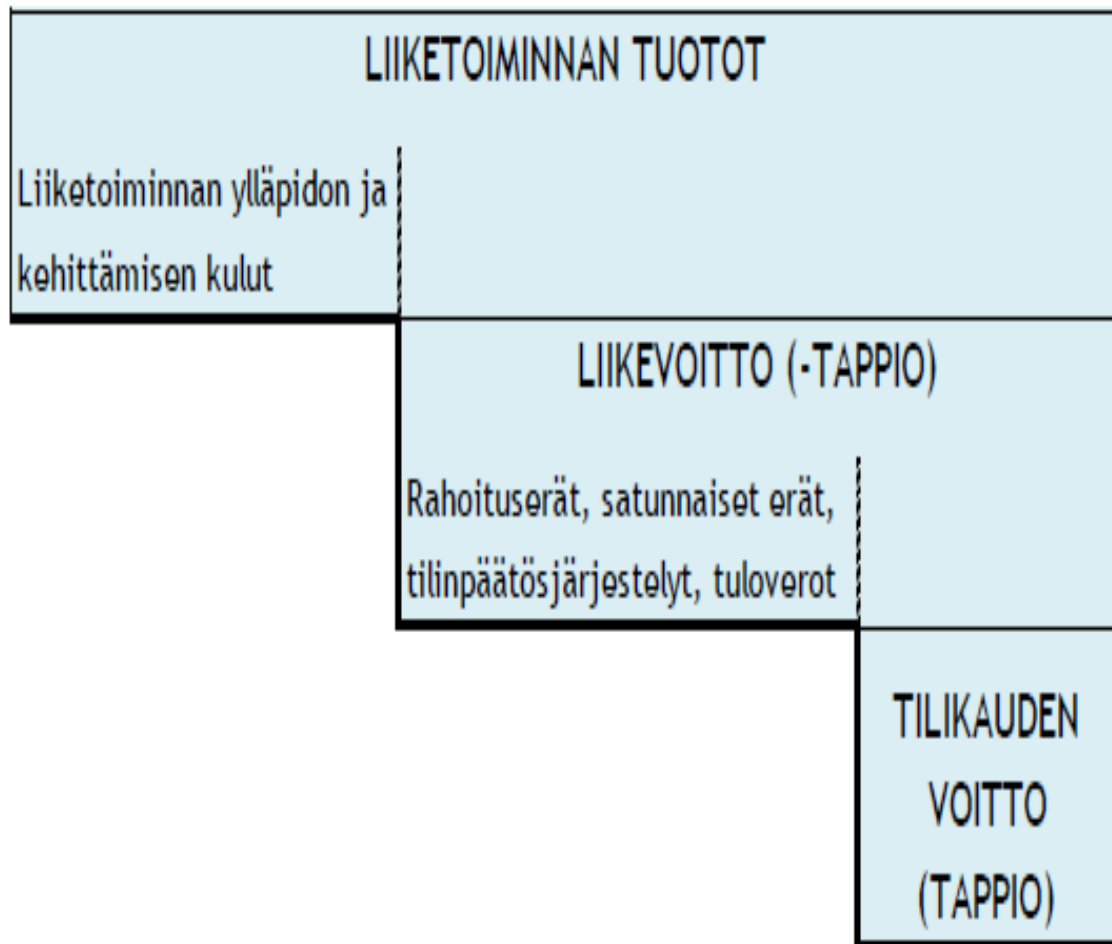 LIIKETOIMINNAN TUOTOT
Liiketoiminnan ylläpidon ja
kehittämisen kulut
LIIKEVOITTO (-TAPPIO)
Rahoituserät, satunnaiset erät,
tilinpäätösjärjestelyt, tuloverot
TILIKAUDEN
VOITTO
(TAPPIO)